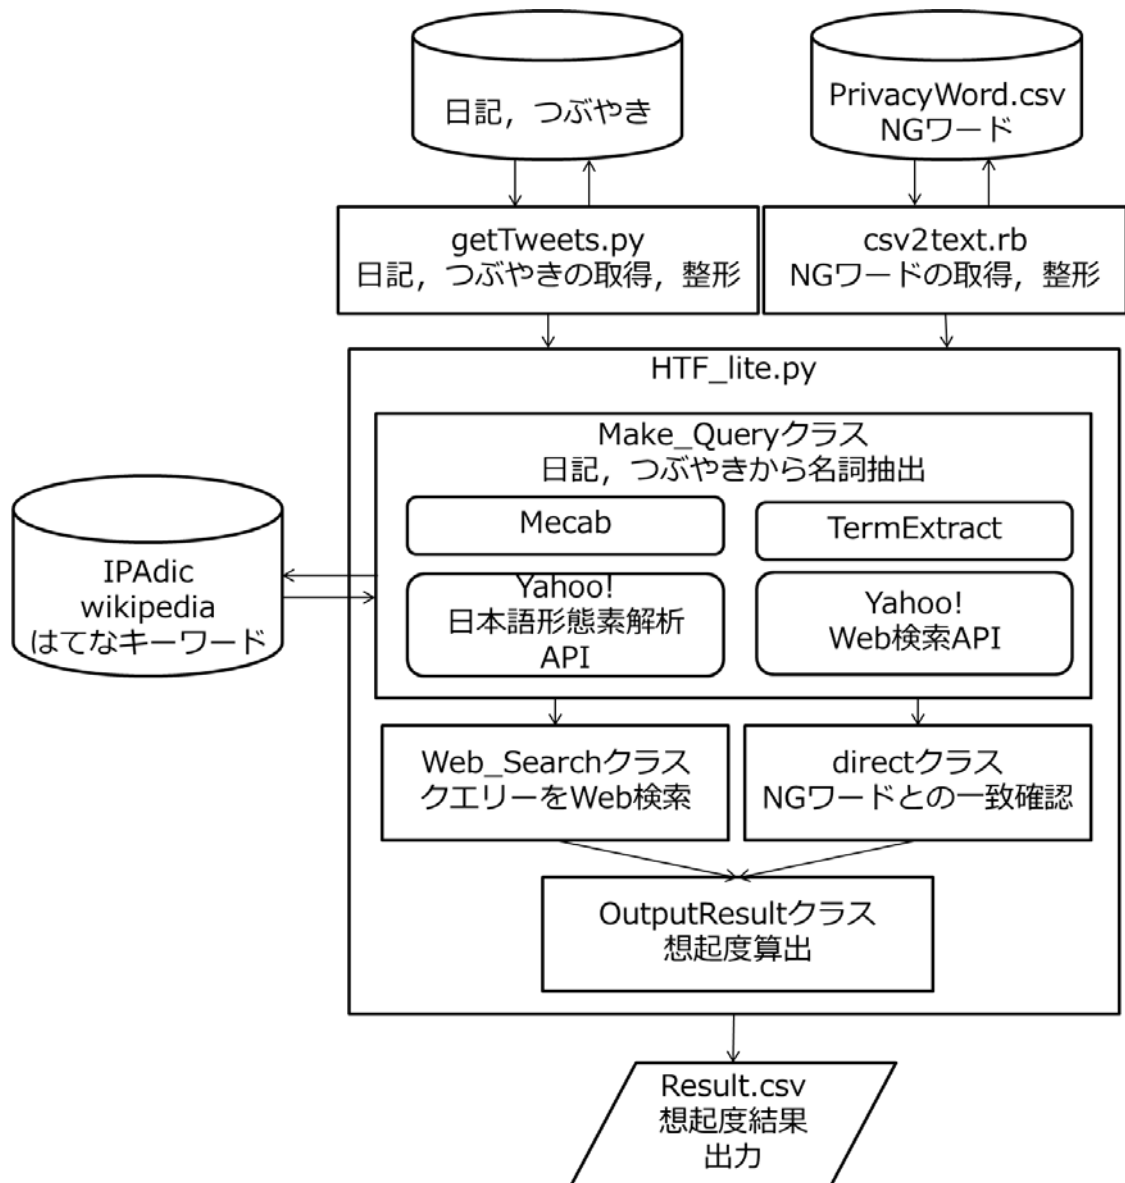 日記，つぶやき
PrivacyWord.csv
NGワード
getTweets.py
日記，つぶやきの取得，整形
csv2text.rb
NGワードの取得，整形
HTF_lite.py
Make_Queryクラス
日記，つぶやきから名詞抽出
Mecab
TermExtract
Yahoo!
日本語形態素解析
API
Yahoo!
Web検索API
IPAdic
wikipedia
はてなキーワード
Web_Searchクラス
クエリーをWeb検索
directクラス
NGワードとの一致確認
OutputResultクラス
想起度算出
Result.csv
想起度結果
出力